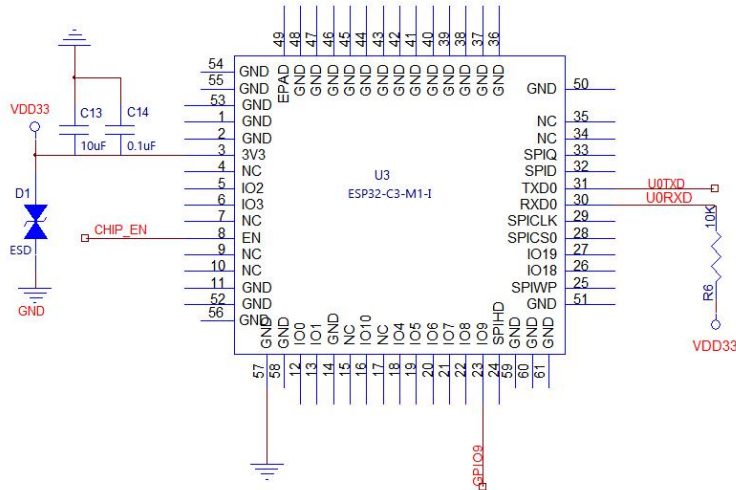 49
48
47
46
45
44
43
42
41
40
39
38
37
36
EPAD
GND
GND
GND
GND
GND
GND
GND
GND
GND
GND
GND
GND
GND
54
GND
55
GND
53
GND
1
GND
2
GND
3
3V3
4
NC
5
IO2
6
IO3
7
NC
8
EN
9
NC
10
NC
11
GND
52
GND
56
GND
VDD33
C13
10uF
C14
0.1uF
D1
ESD
GND
CHIP_EN
U3
ESP32-C3-M1-I
GND
50
NC
35
NC
34
SPIQ
33
SPID
32
TXD0
31
U0TXD
RXD0
30
U0RXD
SPICLK
29
SPICS0
28
IO19
27
IO18
26
SPIWP
25
GND
51
10K
R6
VDD33
GND
GND
IO0
IO1
GND
NC
IO10
NC
IO4
IO5
IO6
IO7
IO8
IO9
SPIHD
GND
GND
GND
57
58
12
13
14
15
16
17
18
19
20
21
22
23
24
59
60
61
GPIO9